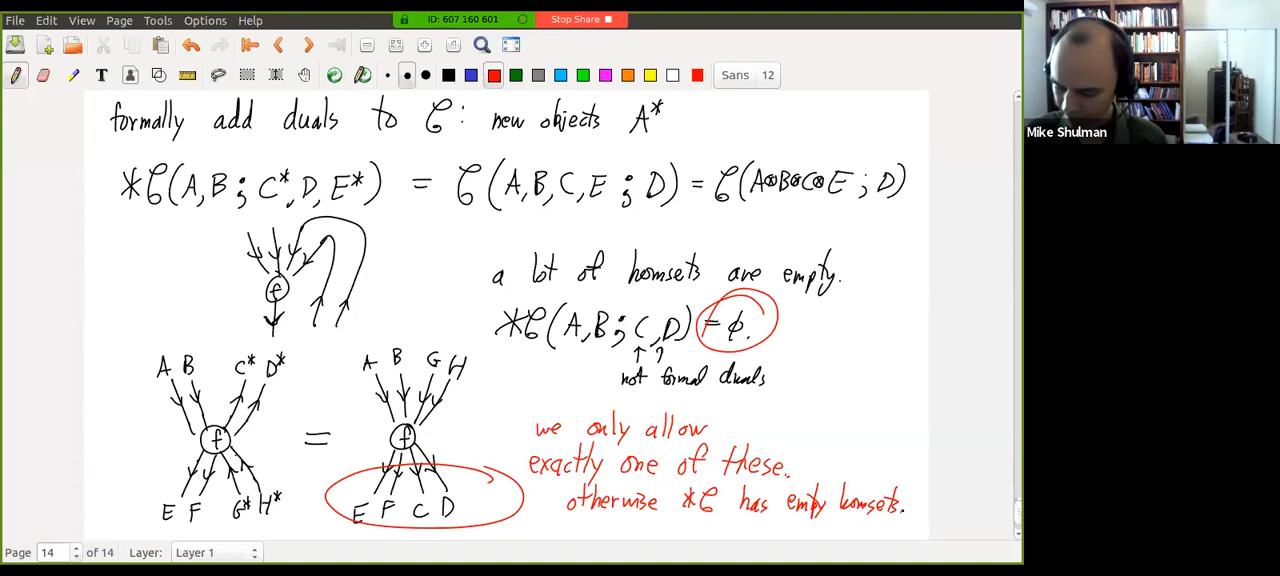 File Edit View Page Tools Options Help
ID: 607 160 601
Stop Share
Sans 12
Mike Shulman
formally add duals to C: new objects A*
*C(A,B ; C*, D, E*) = C(A,B,C,E ; D) = C(A⊗B⊗C⊗E ; D)
f
a lot of homsets are empty.
*C(A,B ; C, D) = ϕ.
↑ ↑
not formal duals
A B C* D*
f
E F G* H*
=
A B G H
f
E F C D
we only allow
exactly one of these.
otherwise *C has empty homsets.
Page 14 of 14 Layer: Layer 1